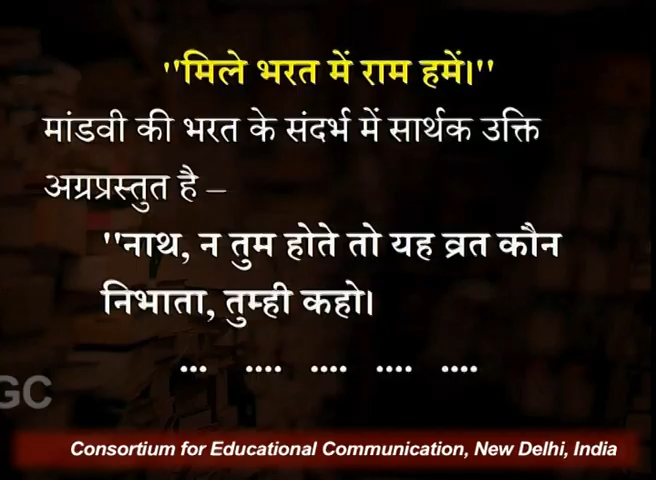 "मिले भरत में राम हमें।"
मांडवी की भरत के संदर्भ में सार्थक उक्ति
अग्रप्रस्तुत है –
"नाथ, न तुम होते तो यह व्रत कौन
निभाता, तुम्ही कहो।
... .... .... .... ....
GC
Consortium for Educational Communication, New Delhi, India